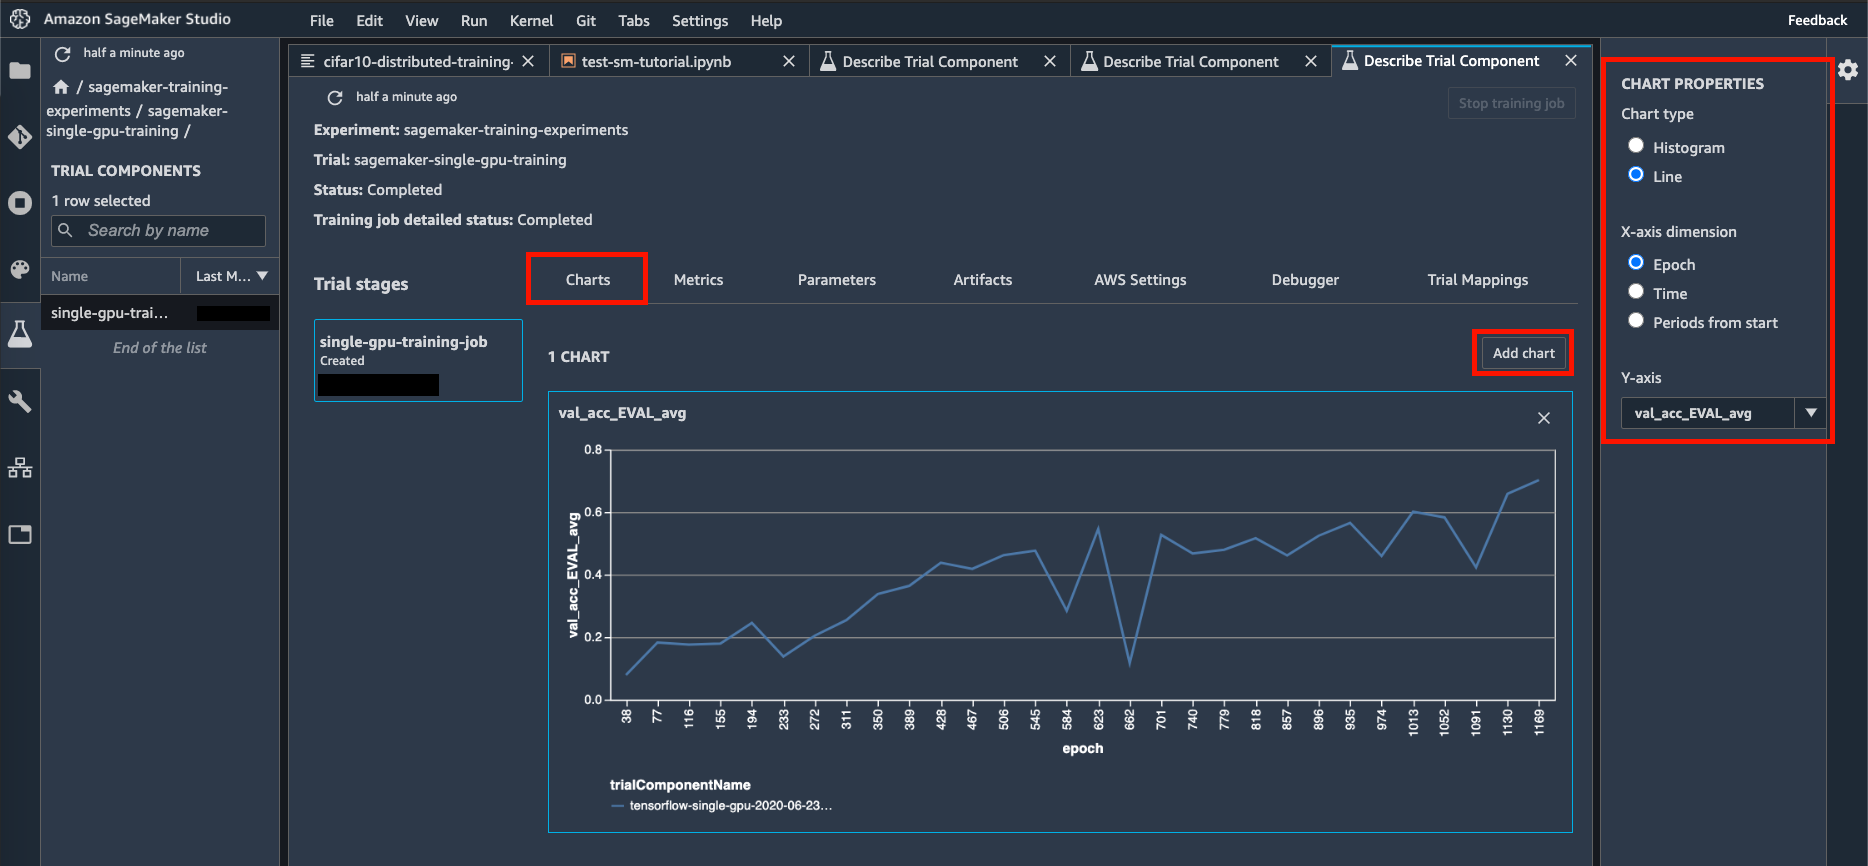 Amazon SageMaker Studio
File Edit View Run Kernel Git Tabs Settings Help
Feedback
half a minute ago
/ sagemaker-training-
experiments / sagemaker-
single-gpu-training /
TRIAL COMPONENTS
1 row selected
Search by name
Name Last M...
single-gpu-trai...
End of the list
cifar10-distributed-training-
test-sm-tutorial.ipynb
Describe Trial Component
Describe Trial Component
Describe Trial Component
half a minute ago
Stop training job
Experiment: sagemaker-training-experiments
Trial: sagemaker-single-gpu-training
Status: Completed
Training job detailed status: Completed
Trial stages
Charts Metrics Parameters Artifacts AWS Settings Debugger Trial Mappings
single-gpu-training-job
Created
1 CHART
Add chart
val_acc_EVAL_avg
0.8
0.6
0.4
0.2
0.0
val_acc_EVAL_avg
38 77 116 155 194 233 272 311 350 389 428 467 506 545 584 623 662 701 740 779 818 857 896 935 974 1013 1052 1091 1130 1169
epoch
trialComponentName
tensorflow-single-gpu-2020-06-23...
CHART PROPERTIES
Chart type
Histogram
Line
X-axis dimension
Epoch
Time
Periods from start
Y-axis
val_acc_EVAL_avg